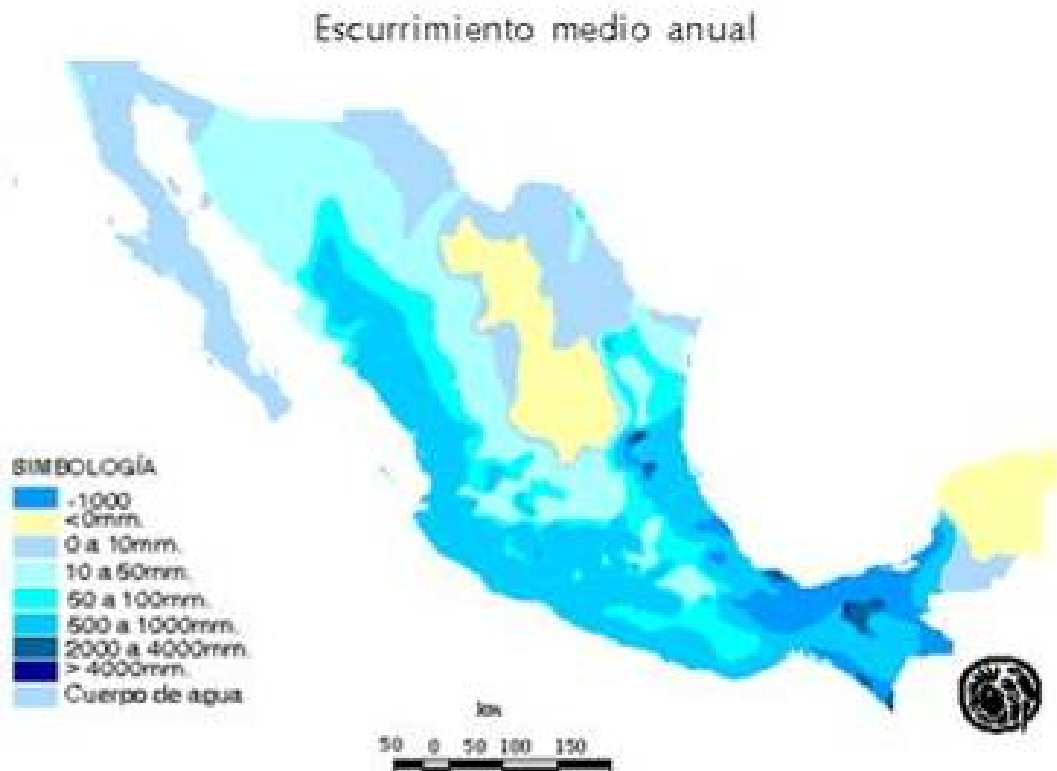 Escurrimiento medio anual
SIMBOLOGÍA
-1000
<0mm.
0 a 10mm.
10 a 50mm.
50 a 100mm.
500 a 1000mm.
2000 a 4000mm.
> 4000mm.
Cuerpo de agua
km
50 0 50 100 150